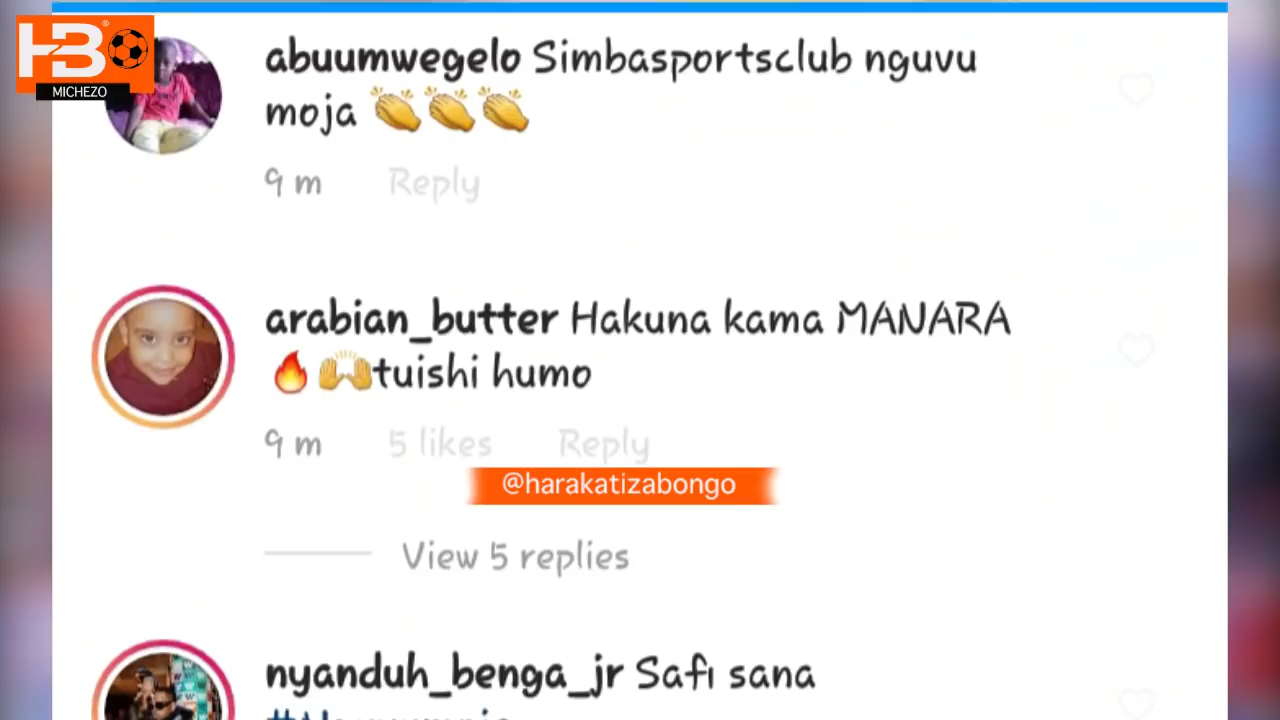 HBO
MICHEZO
abuumwegelo Simbasportsclub nguvu
moja 👏👏👏
9 m Reply
arabian_butter Hakuna kama MANARA
🔥🙌tuishi humo
9 m 5 likes Reply
@harakatizabongo
View 5 replies
nyanduh_benga_jr Safi sana